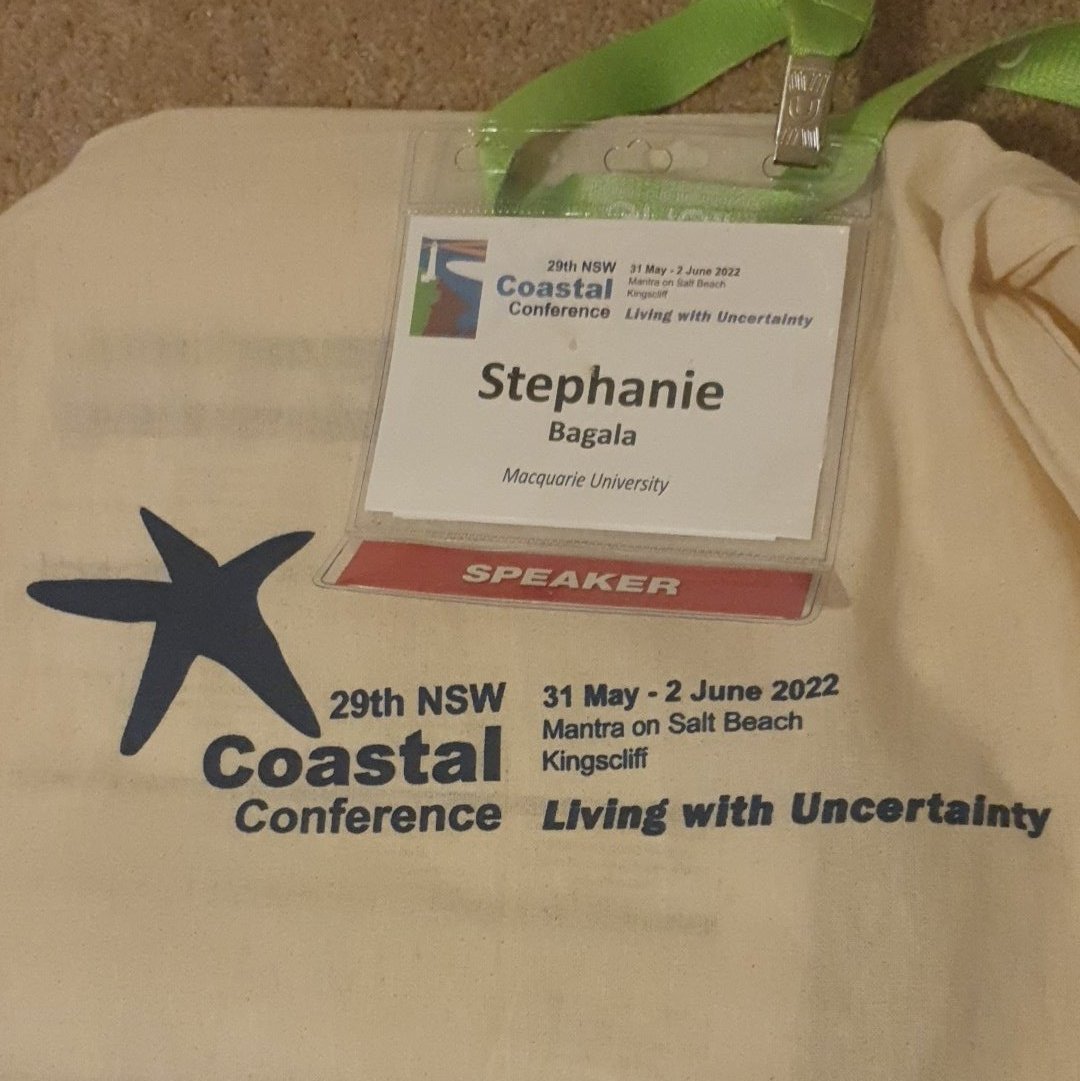 29th NSW
Coastal
Conference
31 May - 2 June 2022
Mantra on Salt Beach
Kingscliff
Living with Uncertainty
Stephanie
Bagala
Macquarie University
SPEAKER
29th NSW
Coastal
Conference
31 May - 2 June 2022
Mantra on Salt Beach
Kingscliff
Living with Uncertainty